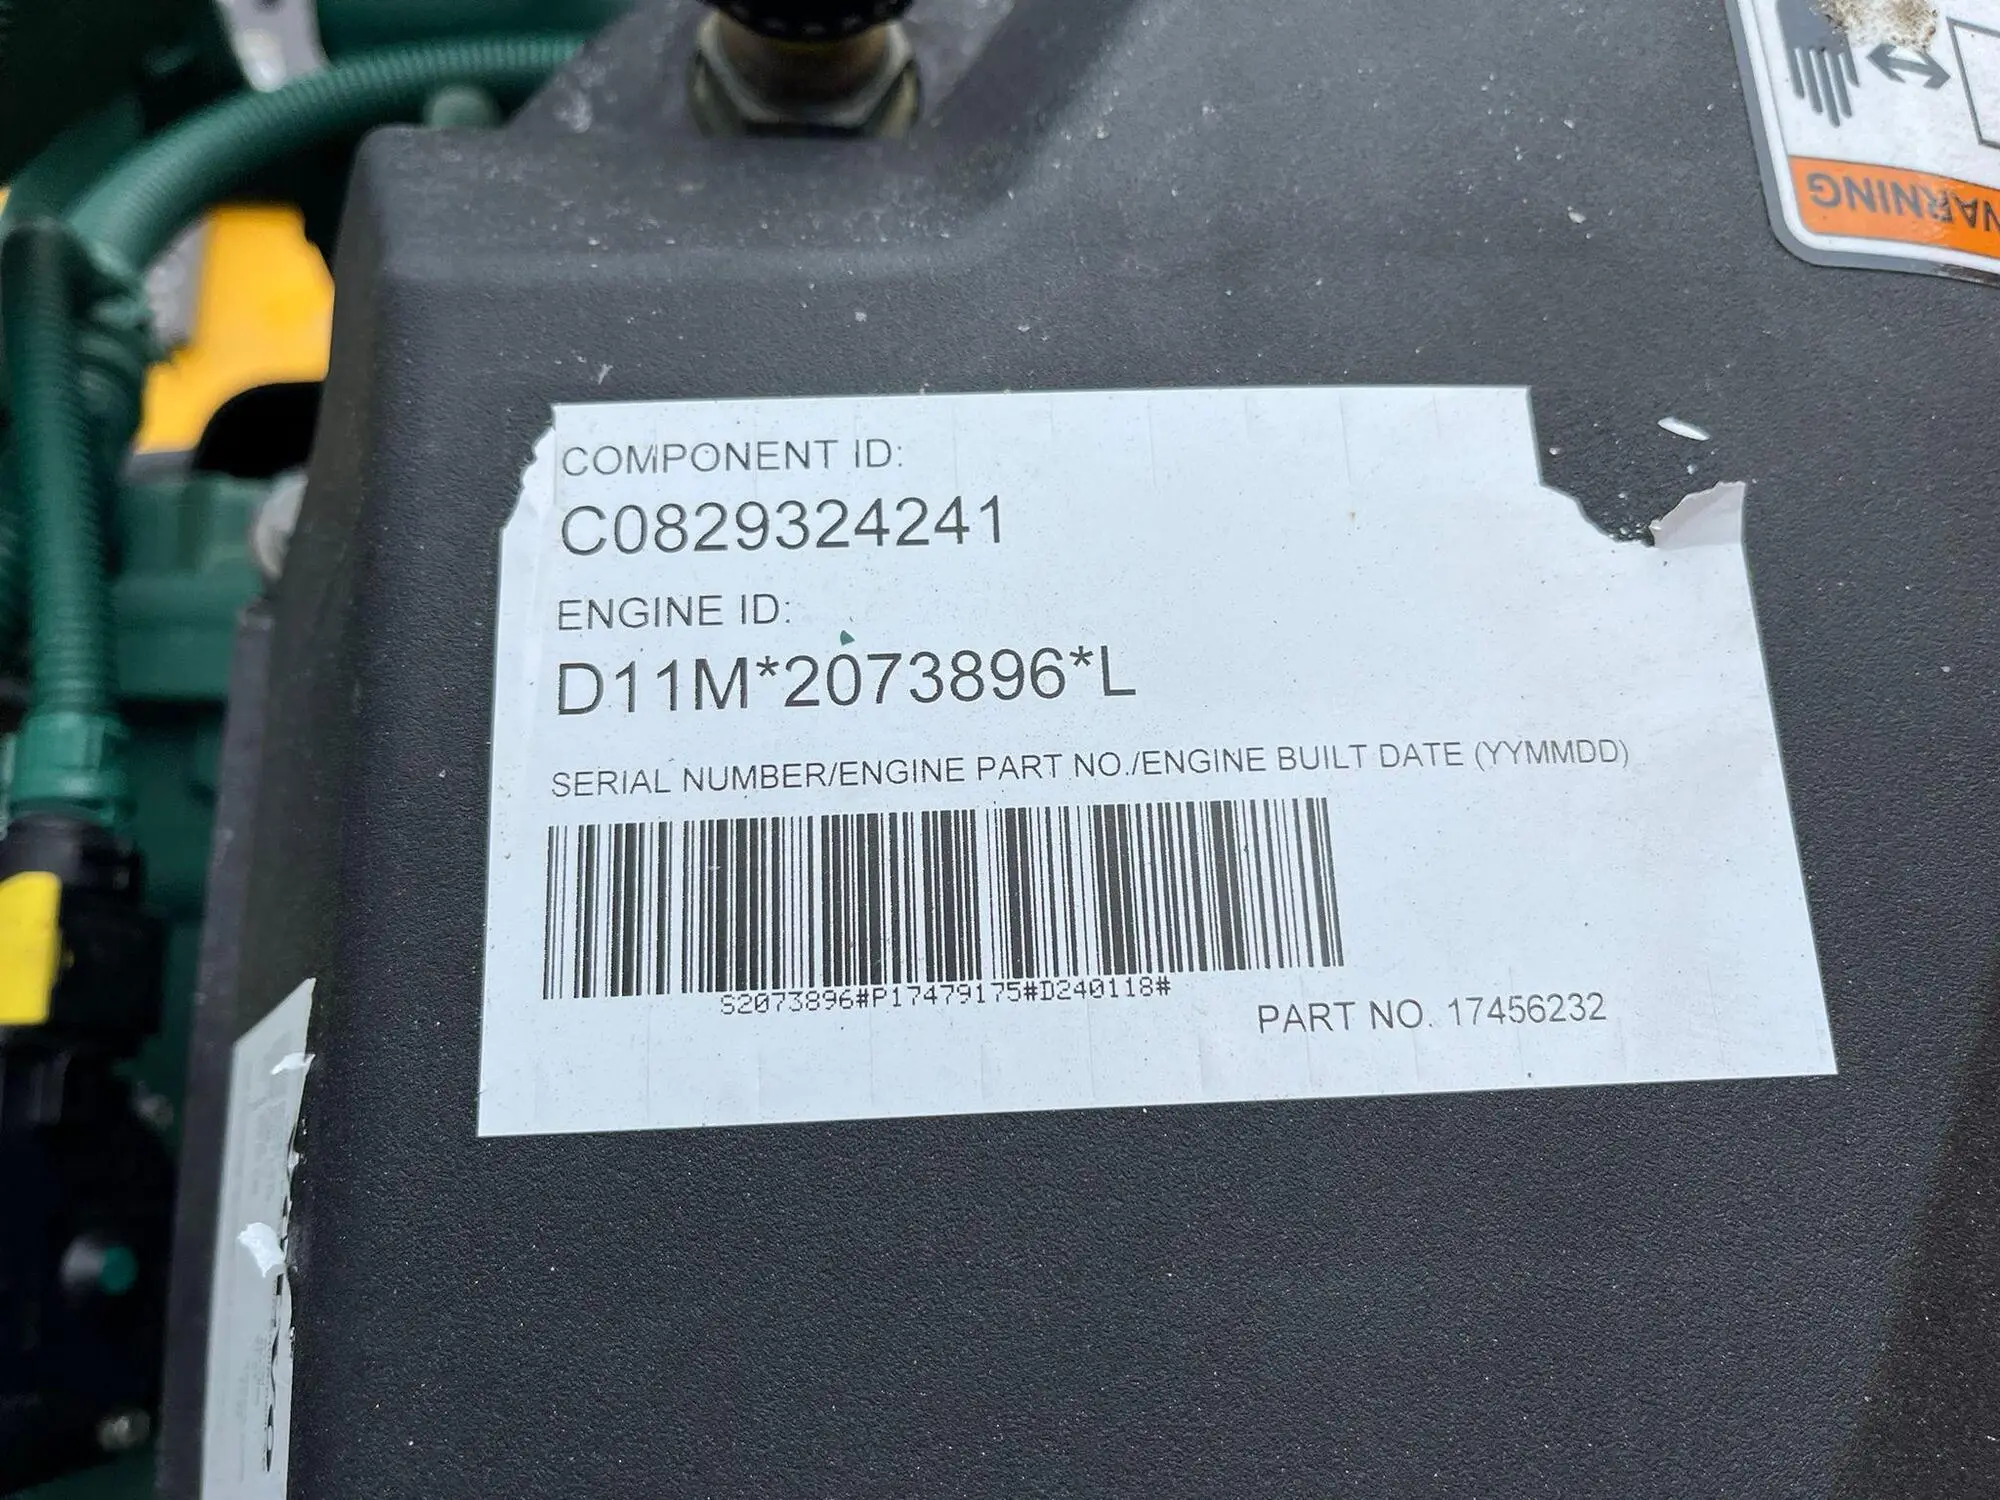 WARNING
COMPONENT ID:
C0829324241
ENGINE ID:
D11M*2073896*L
SERIAL NUMBER/ENGINE PART NO./ENGINE BUILT DATE (YYMMDD)
S2073896#P17479175#D240118#
PART NO. 17456232